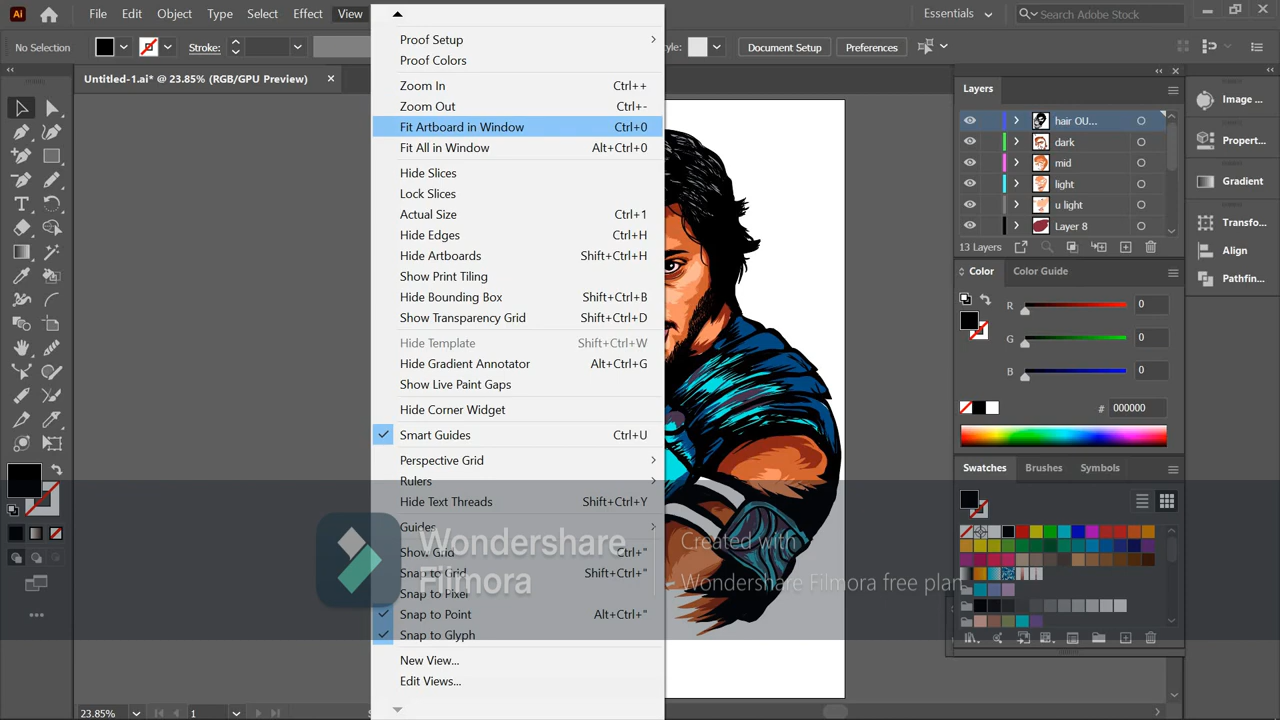 Ai
File
Edit
Object
Type
Select
Effect
View
Essentials
Search Adobe Stock
No Selection
Stroke:
yle:
Document Setup
Preferences
Untitled-1.ai* @ 23.85% (RGB/GPU Preview)
Proof Setup
Proof Colors
Zoom In Ctrl++
Zoom Out Ctrl+-
Fit Artboard in Window Ctrl+0
Fit All in Window Alt+Ctrl+0
Hide Slices
Lock Slices
Actual Size Ctrl+1
Hide Edges Ctrl+H
Hide Artboards Shift+Ctrl+H
Show Print Tiling
Hide Bounding Box Shift+Ctrl+B
Show Transparency Grid Shift+Ctrl+D
Hide Template Shift+Ctrl+W
Hide Gradient Annotator Alt+Ctrl+G
Show Live Paint Gaps
Hide Corner Widget
Smart Guides Ctrl+U
Perspective Grid
Rulers
Hide Text Threads Shift+Ctrl+Y
Guides
Show Grid Ctrl+"
Snap to Grid Shift+Ctrl+"
Snap to Pixel
Snap to Point Alt+Ctrl+"
Snap to Glyph
New View...
Edit Views...
Wondershare
Filmora
Created with
Wondershare Filmora free plan
Layers
hair OU...
dark
mid
light
u light
Layer 8
13 Layers
Color
Color Guide
R 0
G 0
B 0
# 000000
Swatches
Brushes
Symbols
Image ...
Propert...
Gradient
Transfo...
Align
Pathfin...
23.85%
1